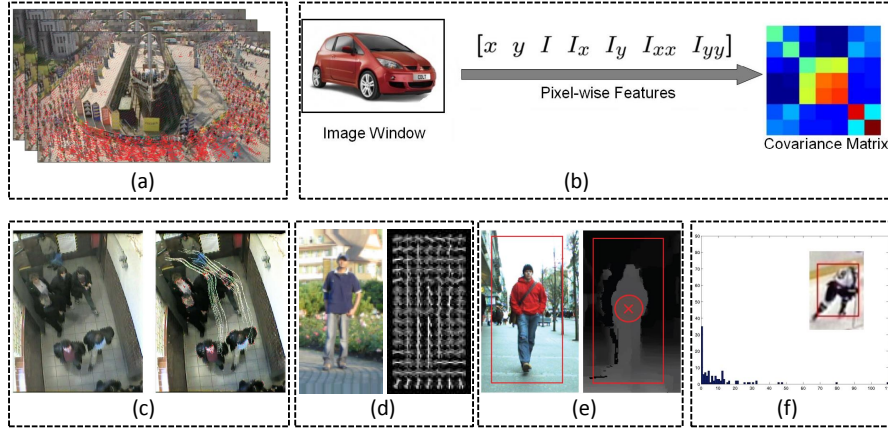 [x y I I_x I_y I_xx I_yy]
Pixel-wise Features
Image Window
Covariance Matrix
(a)
(b)
(c)
(d)
(e)
(f)